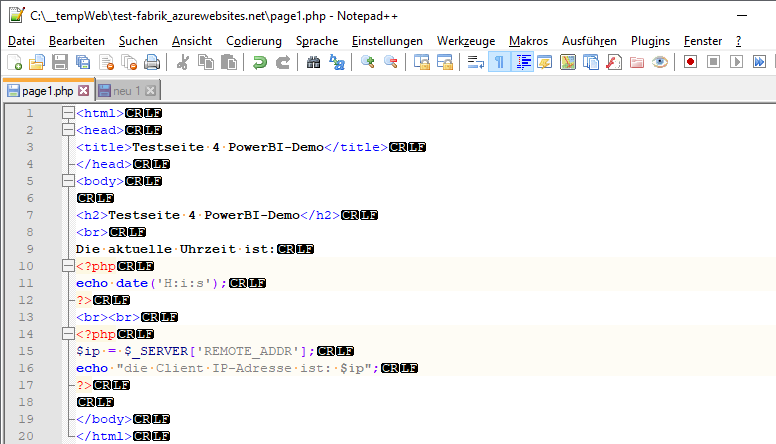 C:\__tempWeb\test-fabrik_azurewebsites.net\page1.php - Notepad++
Datei Bearbeiten Suchen Ansicht Codierung Sprache Einstellungen Werkzeuge Makros Ausführen Plugins Fenster ?
page1.php neu 1
1 <html>CRLF
2 <head>CRLF
3 <title>Testseite·4·PowerBI-Demo</title>CRLF
4 </head>CRLF
5 <body>CRLF
6 CRLF
7 <h2>Testseite·4·PowerBI-Demo</h2>CRLF
8 <br>CRLF
9 Die·aktuelle·Uhrzeit·ist:CRLF
10 <?phpCRLF
11 echo·date('H:i:s');CRLF
12 ?>CRLF
13 <br><br>CRLF
14 <?phpCRLF
15 $ip·=·$_SERVER['REMOTE_ADDR'];CRLF
16 echo·"die·Client·IP-Adresse·ist:·$ip";CRLF
17 ?>CRLF
18 CRLF
19 </body>CRLF
20 </html>CRLF